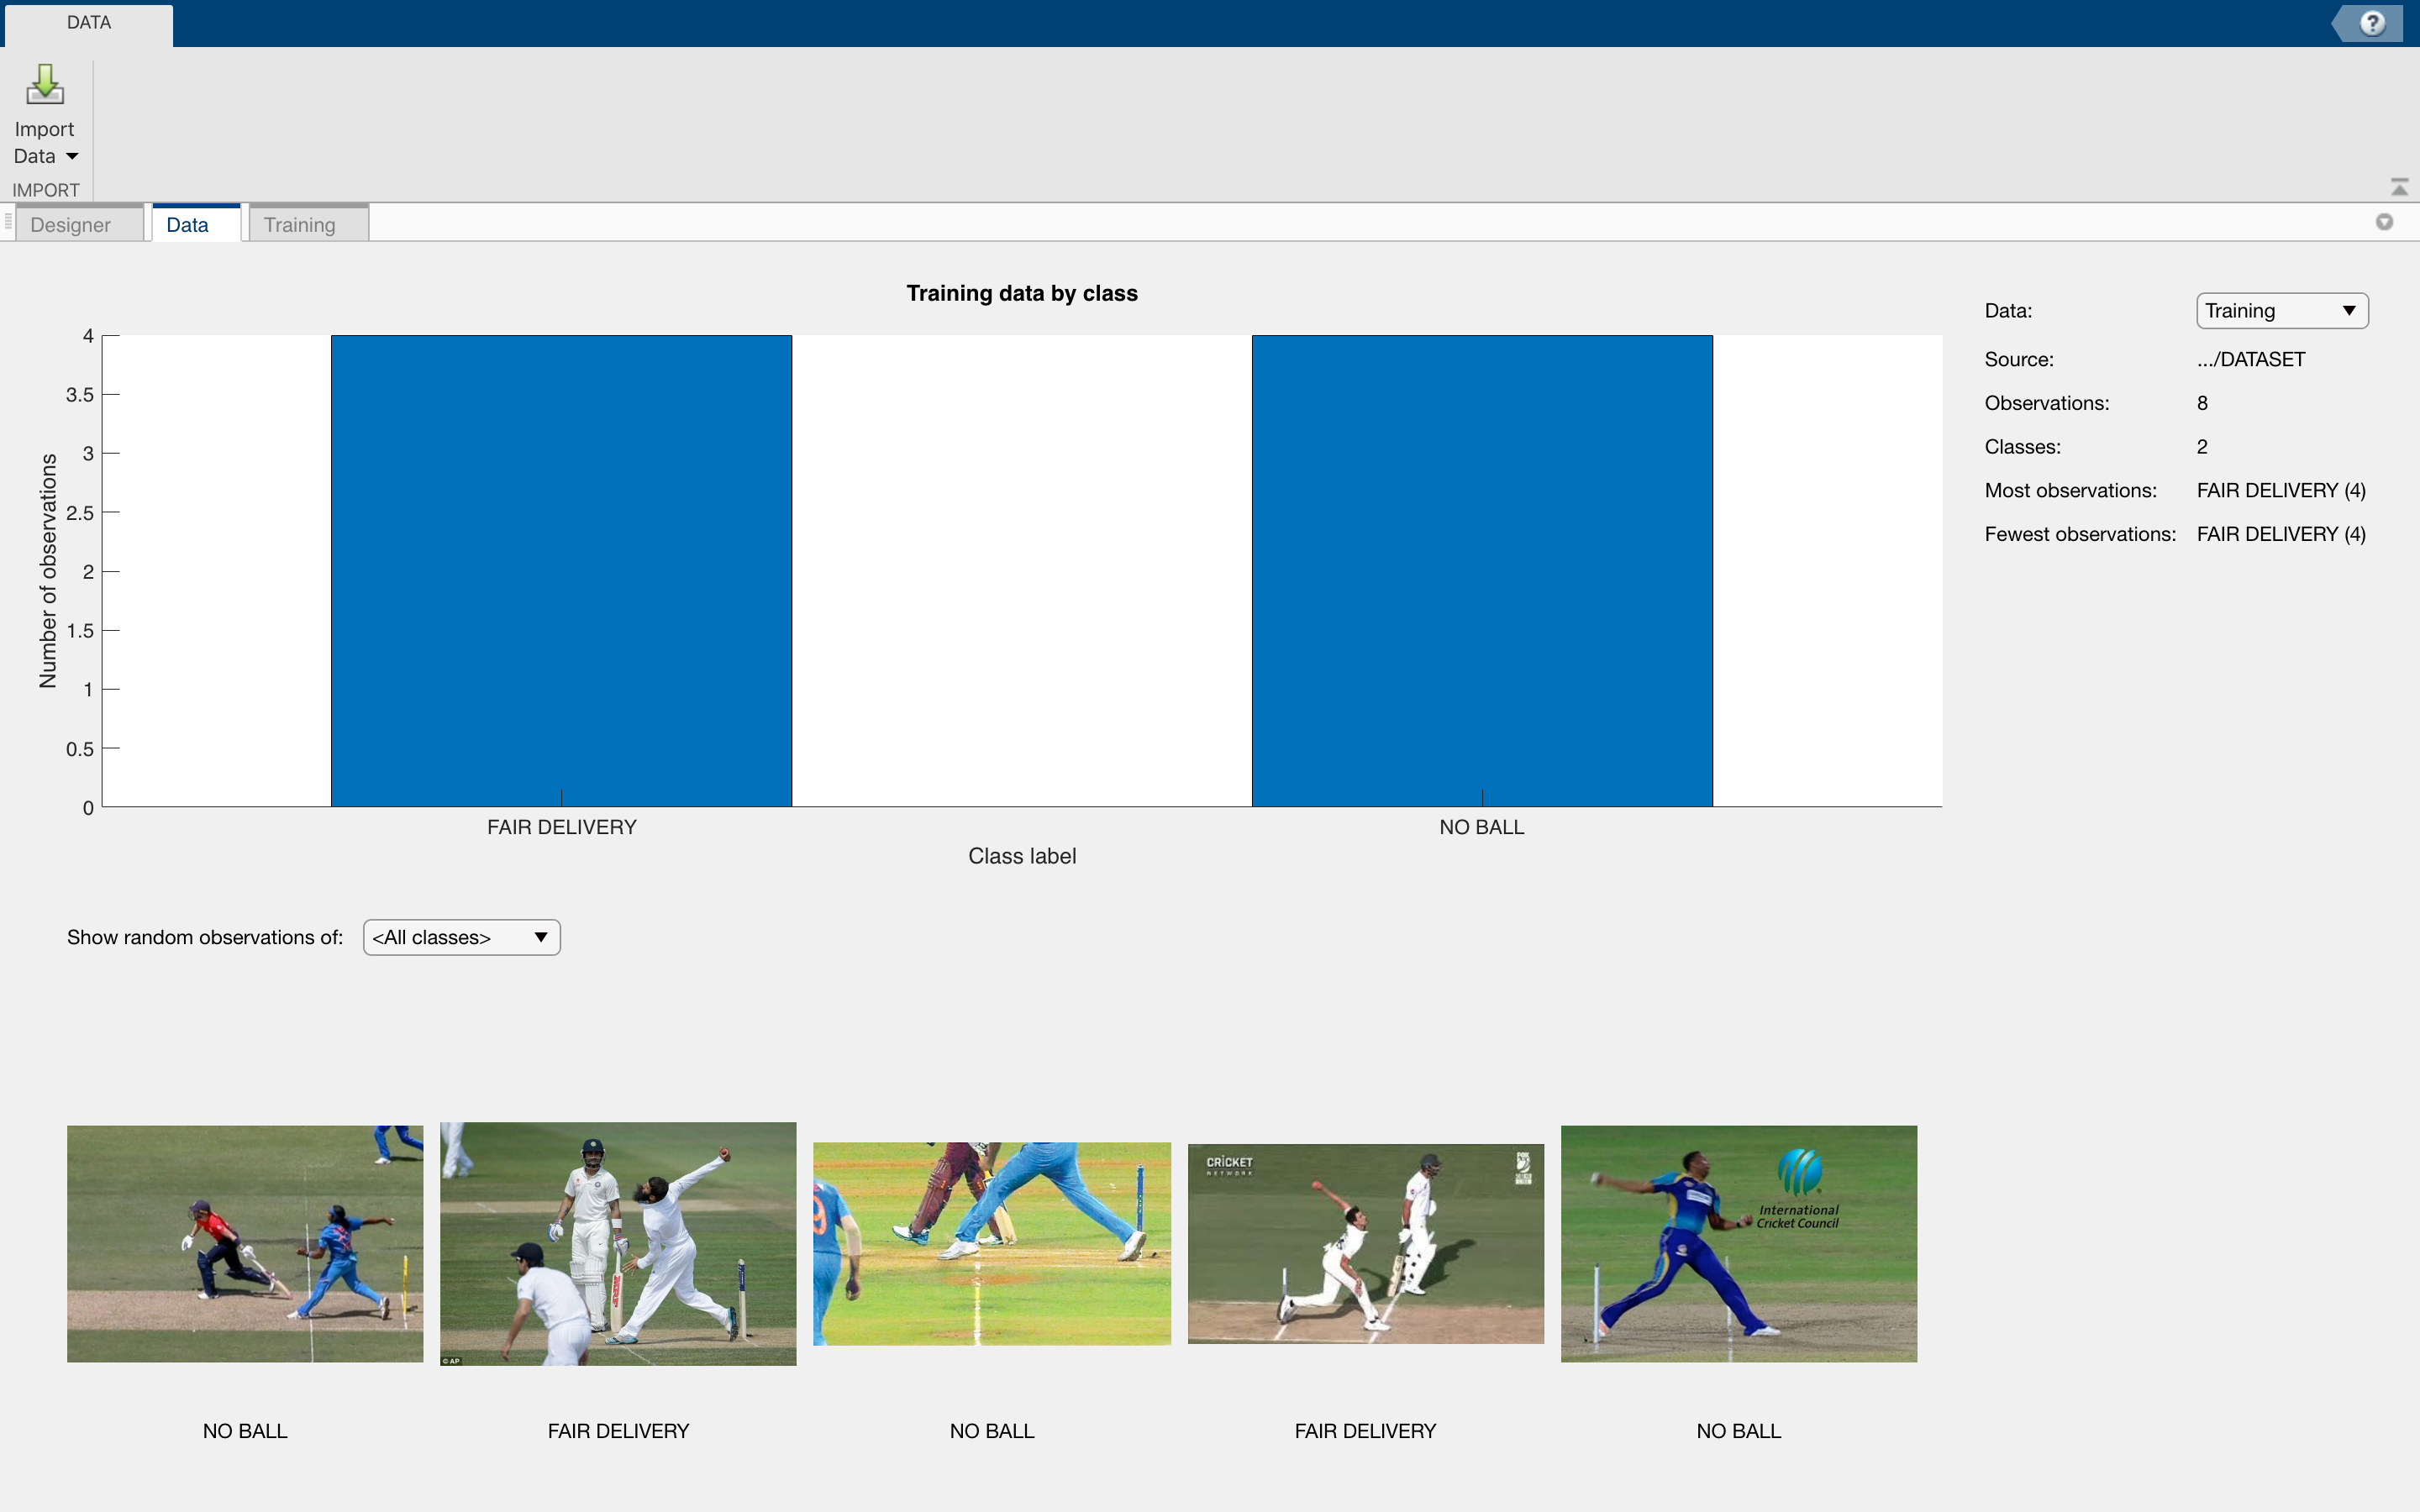 DATA
?
Import
Data
IMPORT
Designer
Data
Training
Training data by class
4
3.5
3
2.5
2
1.5
1
0.5
0
Number of observations
FAIR DELIVERY
NO BALL
Class label
Data:
Training
Source:
.../DATASET
Observations:
8
Classes:
2
Most observations:
FAIR DELIVERY (4)
Fewest observations:
FAIR DELIVERY (4)
Show random observations of:
<All classes>
© AP
9
CRICKET
NETWORK
FOX
International
Cricket Council
NO BALL
FAIR DELIVERY
NO BALL
FAIR DELIVERY
NO BALL